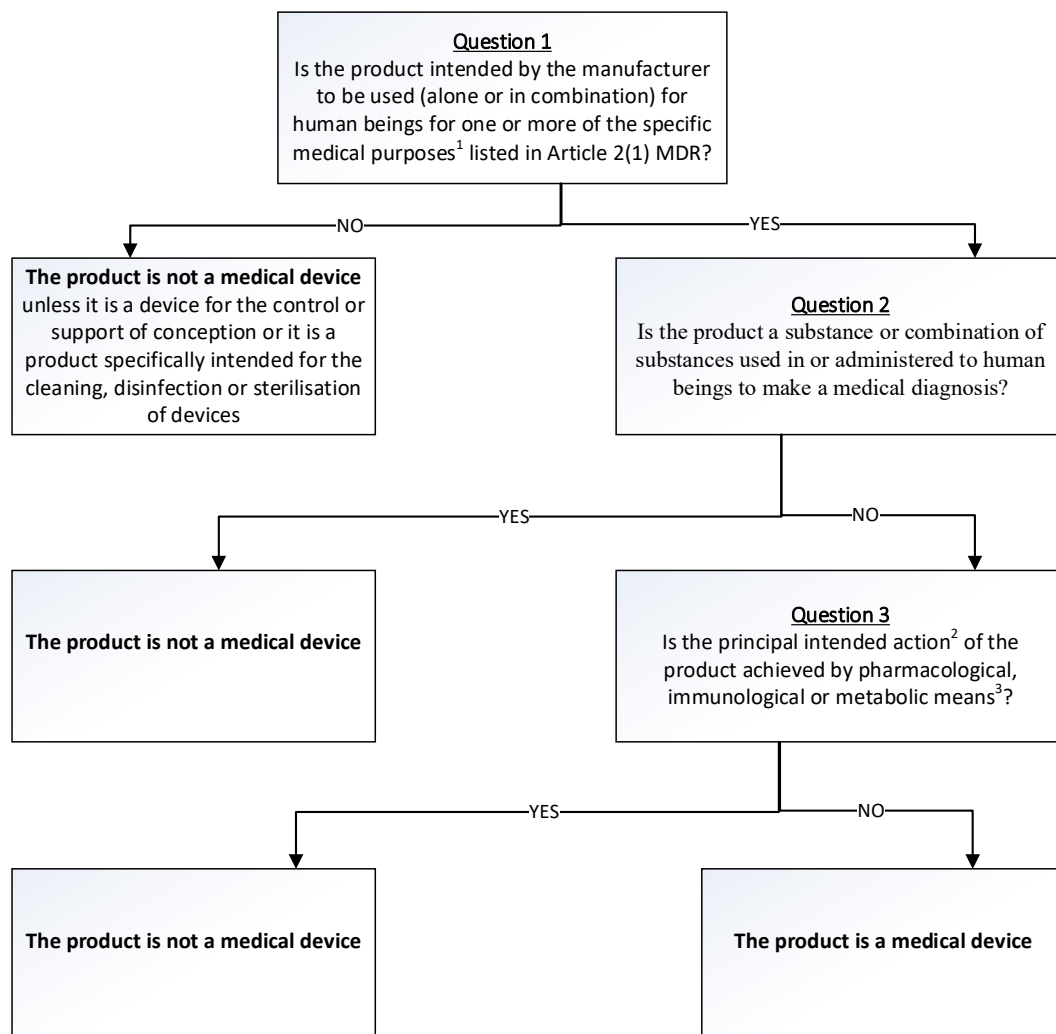 Question 1
Is the product intended by the manufacturer
to be used (alone or in combination) for
human beings for one or more of the specific
medical purposes¹ listed in Article 2(1) MDR?
NO
YES
The product is not a medical device
unless it is a device for the control or
support of conception or it is a
product specifically intended for the
cleaning, disinfection or sterilisation
of devices
Question 2
Is the product a substance or combination of
substances used in or administered to human
beings to make a medical diagnosis?
YES
NO
The product is not a medical device
Question 3
Is the principal intended action² of the
product achieved by pharmacological,
immunological or metabolic means³?
YES
NO
The product is not a medical device
The product is a medical device